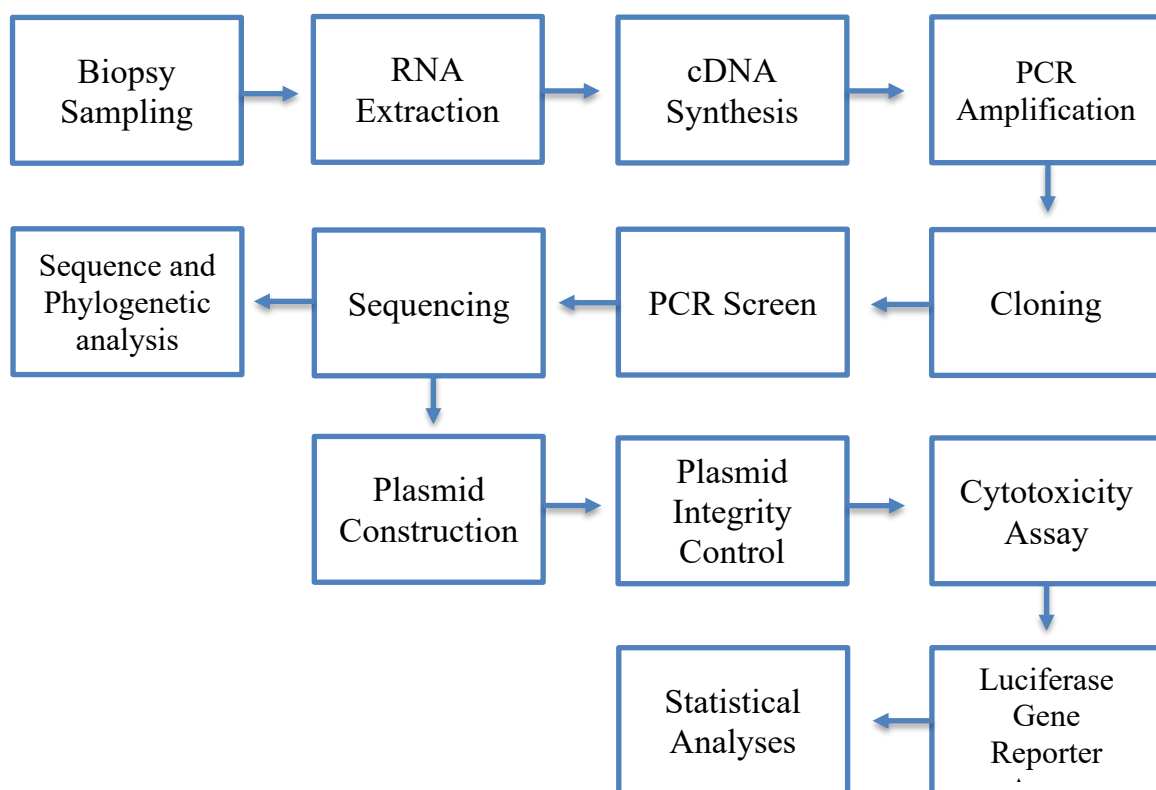 Biopsy
Sampling
RNA
Extraction
cDNA
Synthesis
PCR
Amplification
Cloning
PCR Screen
Sequencing
Sequence and
Phylogenetic
analysis
Plasmid
Construction
Plasmid
Integrity
Control
Cytotoxicity
Assay
Luciferase
Gene
Reporter
Statistical
Analyses